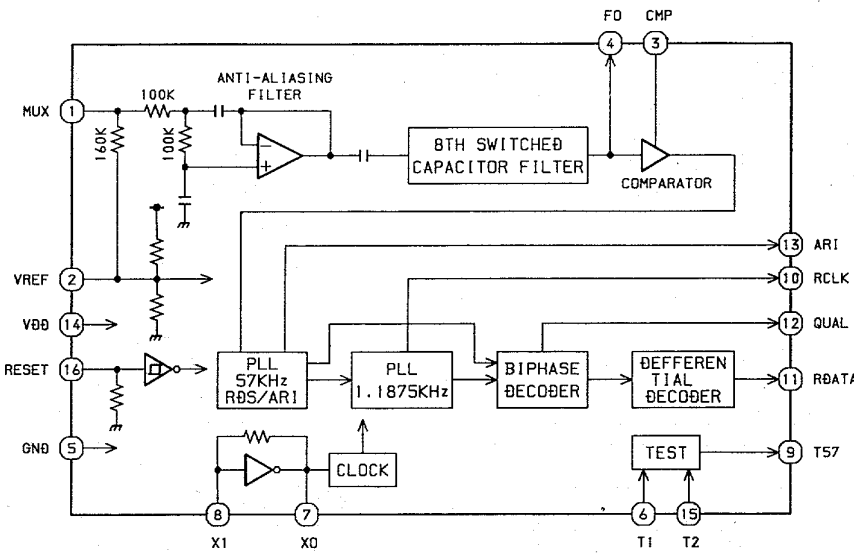 FO CMP
4 3
ANTI-ALIASING
FILTER
MUX 1
100K
160K
100K
8TH SWITCHED
CAPACITOR FILTER
COMPARATOR
13 ARI
VREF 2
10 RCLK
VDD 14
12 QUAL
RESET 16
PLL
57KHz
RDS/ARI
PLL
1.1875KHz
BIPHASE
DECODER
DEFFEREN
TIAL
DECODER
11 RDATA
GND 5
CLOCK
TEST
9 T57
8 7 6 15
X1 XO T1 T2